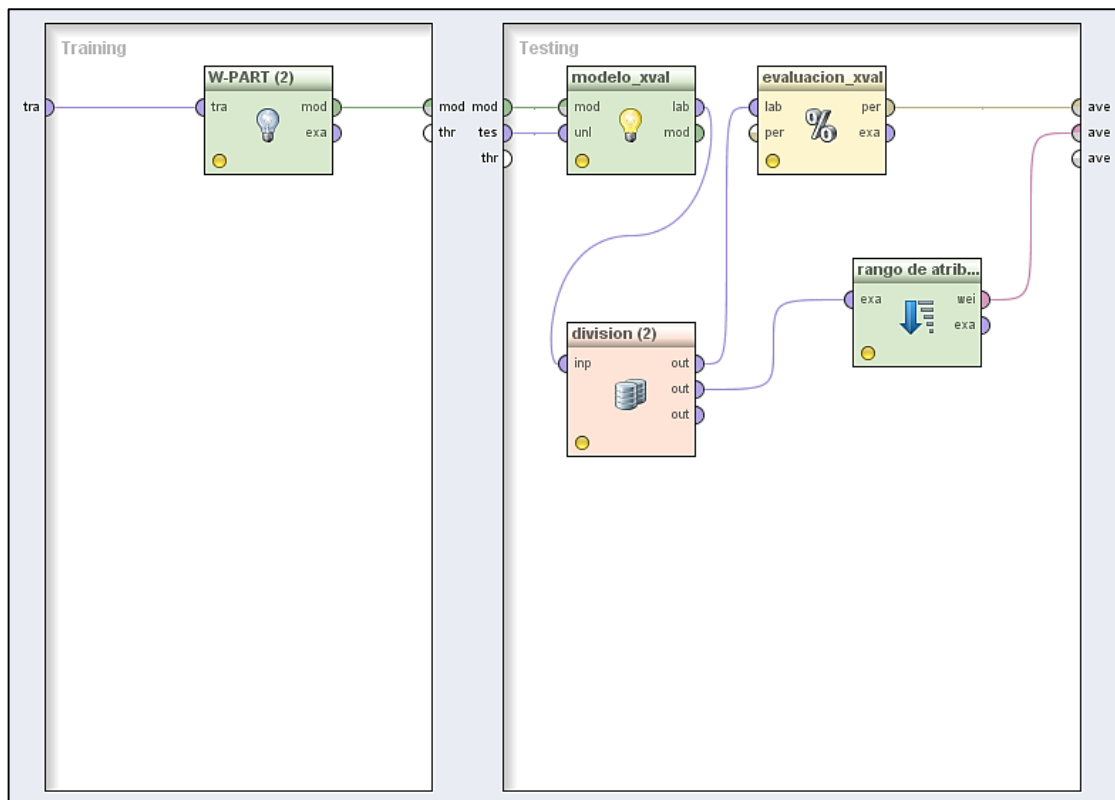 Training
Testing
W-PART (2)
tra
tra
mod
exa
mod
thr
mod
tes
thr
modelo_xval
mod
lab
unl
mod
evaluacion_xval
lab
per
per
exa
ave
ave
ave
rango de atrib...
exa
wei
exa
division (2)
inp
out
out
out